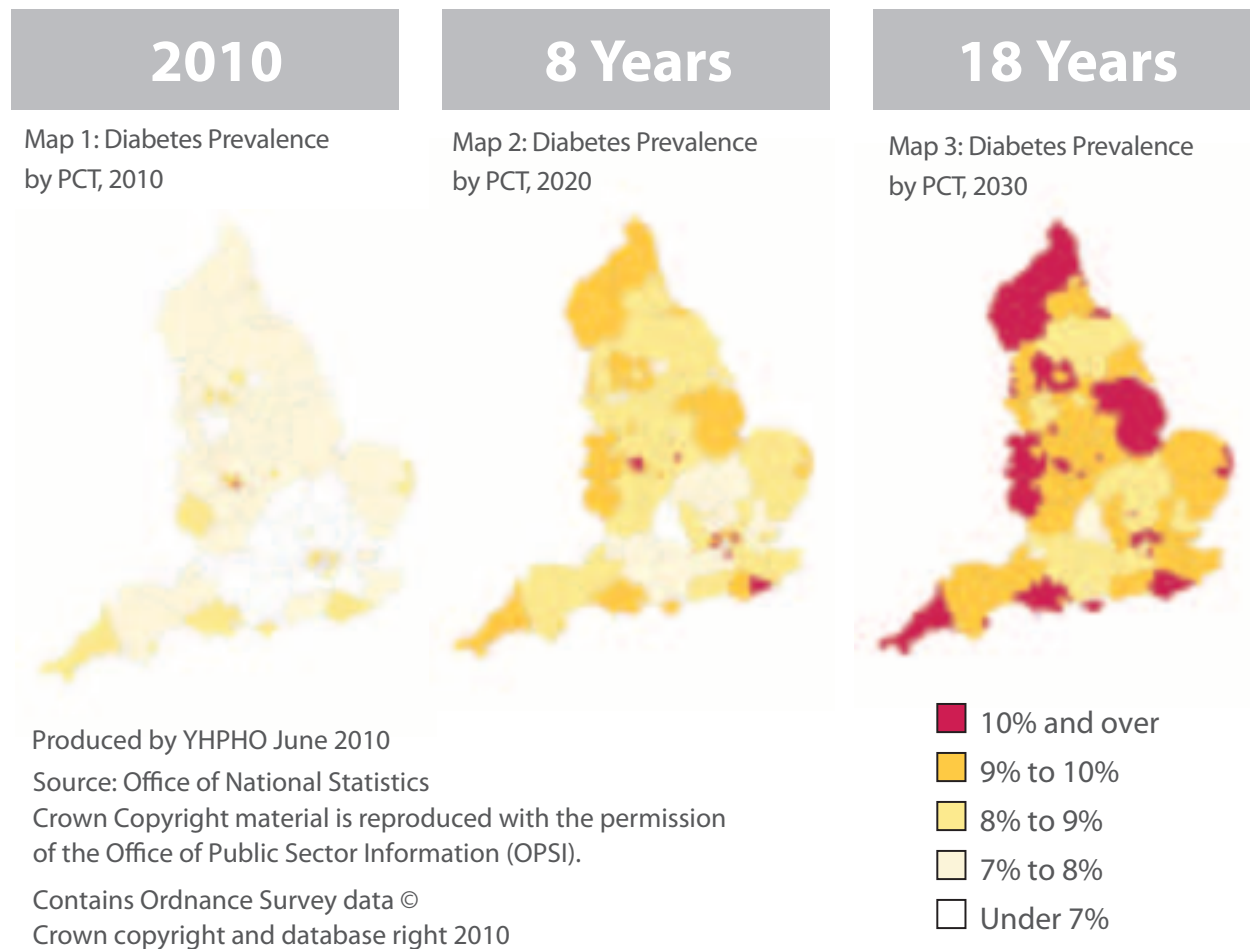 2010
8 Years
18 Years
Map 1: Diabetes Prevalence
by PCT, 2010
Map 2: Diabetes Prevalence
by PCT, 2020
Map 3: Diabetes Prevalence
by PCT, 2030
Produced by YHPHO June 2010
Source: Office of National Statistics
Crown Copyright material is reproduced with the permission
of the Office of Public Sector Information (OPSI).
Contains Ordnance Survey data ©
Crown copyright and database right 2010
10% and over
9% to 10%
8% to 9%
7% to 8%
Under 7%